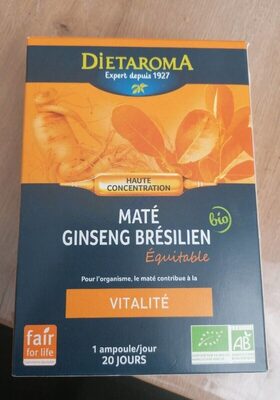 DIETAROMA
Expert depuis 1927
HAUTE
CONCENTRATION
MATÉ
GINSENG BRÉSILIEN
bio
Équitable
Pour l'organisme, le maté contribue à la
VITALITÉ
fair
for life
1 ampoule/jour
20 JOURS
AB